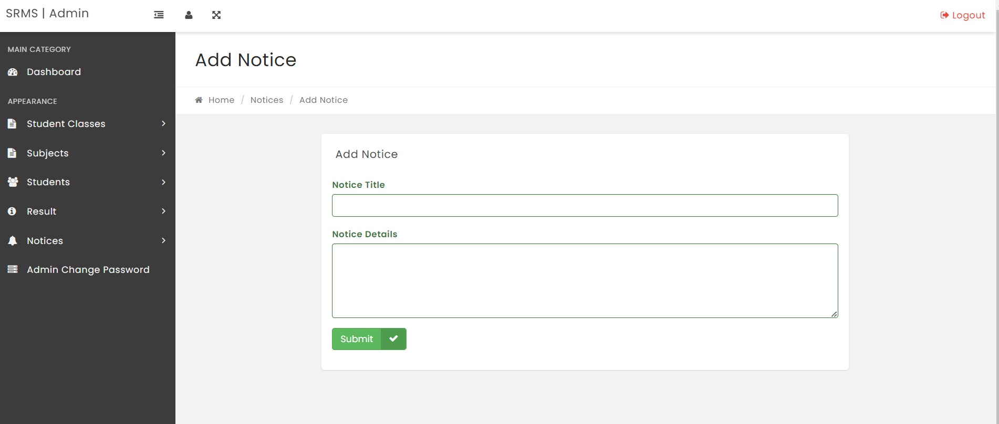 SRMS | Admin
Logout
MAIN CATEGORY
Dashboard
APPEARANCE
Student Classes
Subjects
Students
Result
Notices
Admin Change Password
Add Notice
Home / Notices / Add Notice
Add Notice
Notice Title
Notice Details
Submit